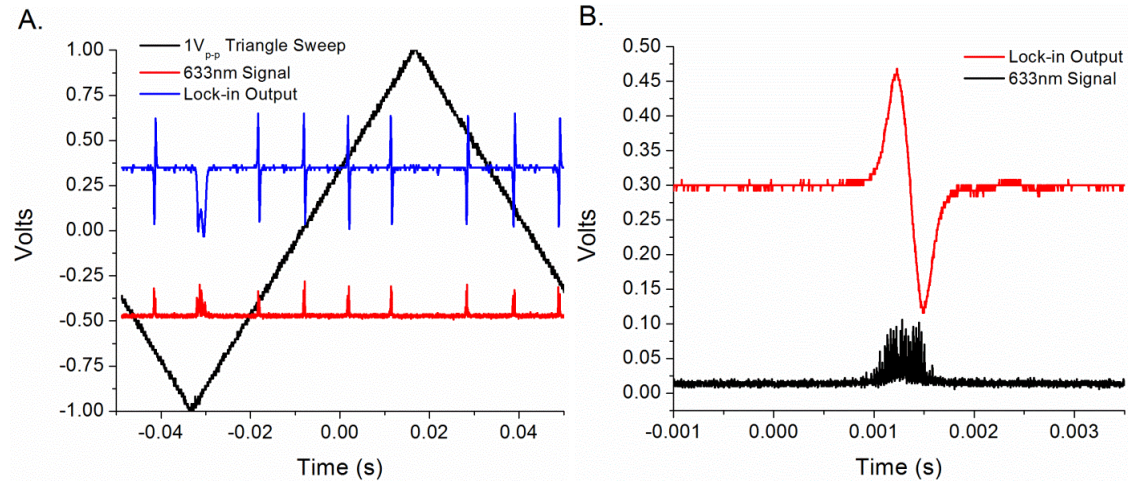 A.
1Vp-p Triangle Sweep
633nm Signal
Lock-in Output
1.00
0.75
0.50
0.25
0.00
-0.25
-0.50
-0.75
-1.00
Volts
-0.04 -0.02 0.00 0.02 0.04
Time (s)
B.
Lock-in Output
633nm Signal
0.50
0.45
0.40
0.35
0.30
0.25
0.20
0.15
0.10
0.05
0.00
Volts
-0.001 0.000 0.001 0.002 0.003
Time (s)